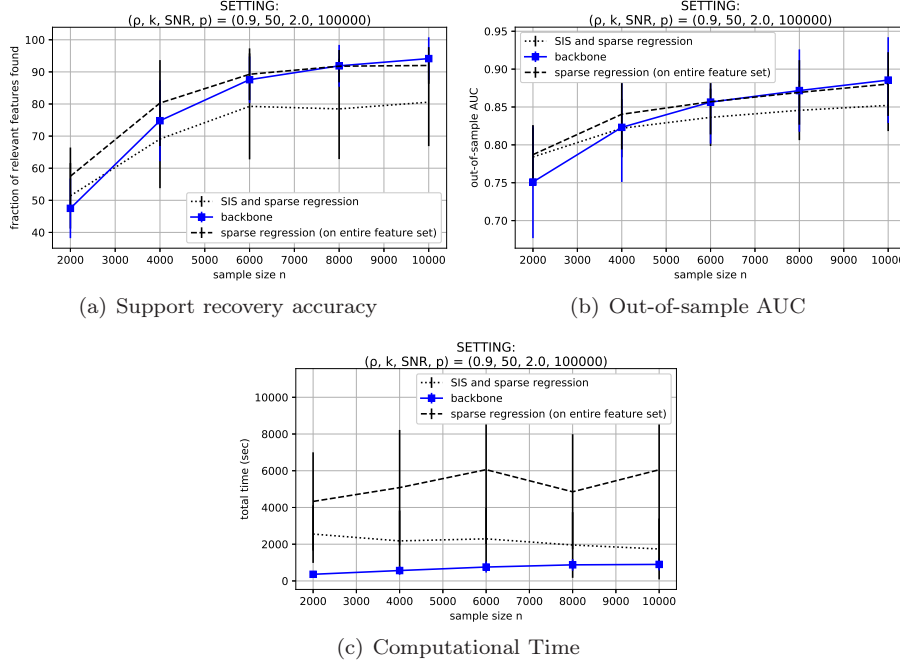 SETTING:
(ρ, k, SNR, p) = (0.9, 50, 2.0, 100000)
100
90
80
70
60
50
40
fraction of relevant features found
SIS and sparse regression
backbone
sparse regression (on entire feature set)
2000 3000 4000 5000 6000 7000 8000 9000 10000
sample size n
(a) Support recovery accuracy
SETTING:
(ρ, k, SNR, p) = (0.9, 50, 2.0, 100000)
0.95
0.90
0.85
0.80
0.75
0.70
out-of-sample AUC
SIS and sparse regression
backbone
sparse regression (on entire feature set)
2000 3000 4000 5000 6000 7000 8000 9000 10000
sample size n
(b) Out-of-sample AUC
SETTING:
(ρ, k, SNR, p) = (0.9, 50, 2.0, 100000)
10000
8000
6000
4000
2000
0
total time (sec)
SIS and sparse regression
backbone
sparse regression (on entire feature set)
2000 3000 4000 5000 6000 7000 8000 9000 10000
sample size n
(c) Computational Time